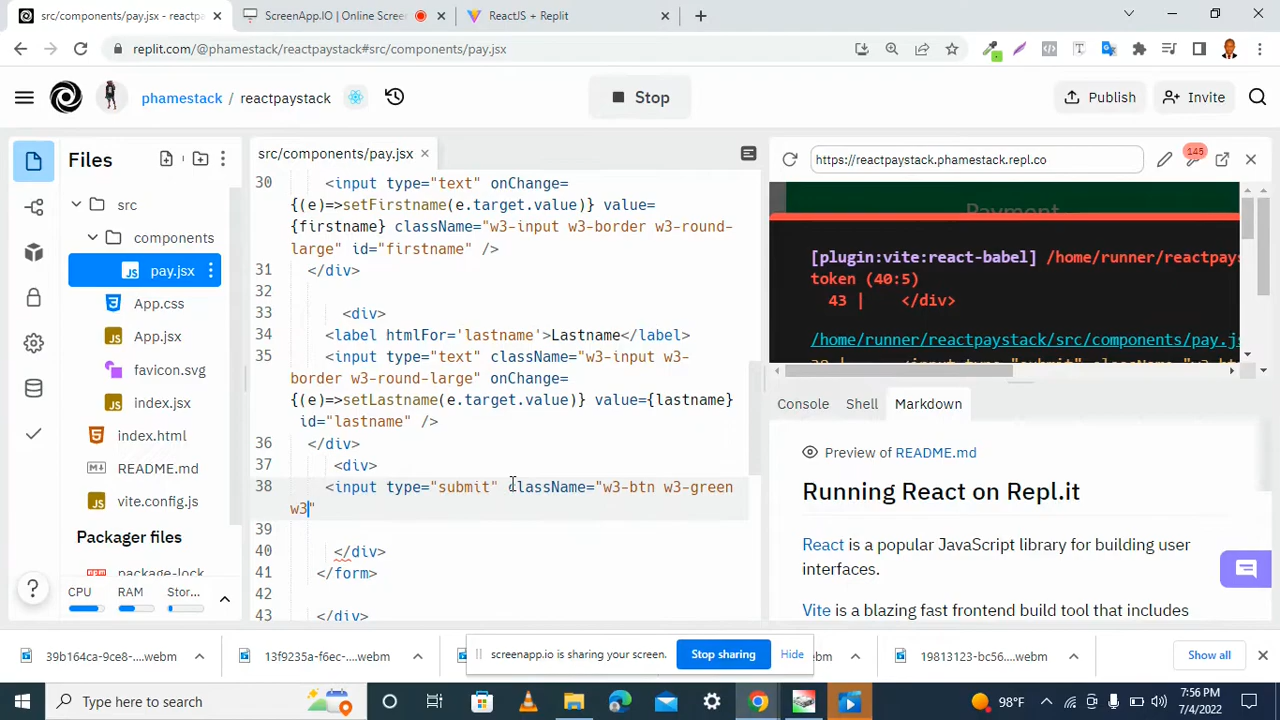 src/components/pay.jsx - reactpa
ScreenApp.IO | Online Scree
ReactJS + Replit
replit.com/@phamestack/reactpaystack#src/components/pay.jsx
phamestack / reactpaystack
Stop
Publish
Invite
Files
src
components
pay.jsx
App.css
App.jsx
favicon.svg
index.jsx
index.html
README.md
vite.config.js
Packager files
package-lock
CPU
RAM
Stor...
src/components/pay.jsx
30 <input type="text" onChange=
{(e)=>setFirstname(e.target.value)} value=
{firstname} className="w3-input w3-border w3-round-
large" id="firstname" />
31 </div>
32
33 <div>
34 <label htmlFor='lastname'>Lastname</label>
35 <input type="text" className="w3-input w3-
border w3-round-large" onChange=
{(e)=>setLastname(e.target.value)} value={lastname}
id="lastname" />
36 </div>
37 <div>
38 <input type="submit" className="w3-btn w3-green
w3"
39
40 </div>
41 </form>
42
43 </div>
https://reactpaystack.phamestack.repl.co
145
Payment
[plugin:vite:react-babel] /home/runner/reactpays
token (40:5)
43 | </div>
/home/runner/reactpaystack/src/components/pay.js
Console
Shell
Markdown
Preview of README.md
Running React on Repl.it
React is a popular JavaScript library for building user
interfaces.
Vite is a blazing fast frontend build tool that includes
39b164ca-9ce8-....webm
13f9235a-f6ec-....webm
screenapp.io is sharing your screen.
Stop sharing
Hide
19813123-bc56....webm
Show all
Type here to search
98°F
7:56 PM
7/4/2022